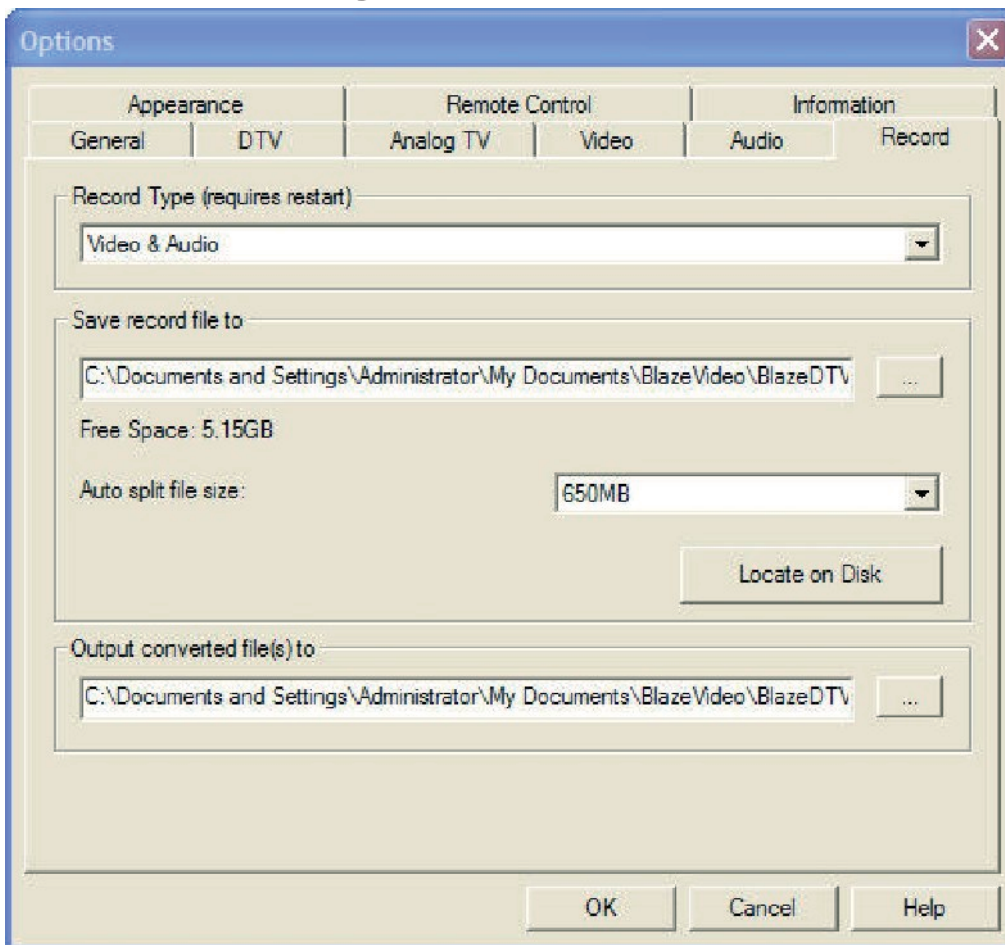 Options
Appearance Remote Control Information
General DTV Analog TV Video Audio Record
Record Type (requires restart)
Video & Audio
Save record file to
C:\Documents and Settings\Administrator\My Documents\BlazeVideo\BlazeDTV
...
Free Space: 5.15GB
Auto split file size: 650MB
Locate on Disk
Output converted file(s) to
C:\Documents and Settings\Administrator\My Documents\BlazeVideo\BlazeDTV
...
OK Cancel Help